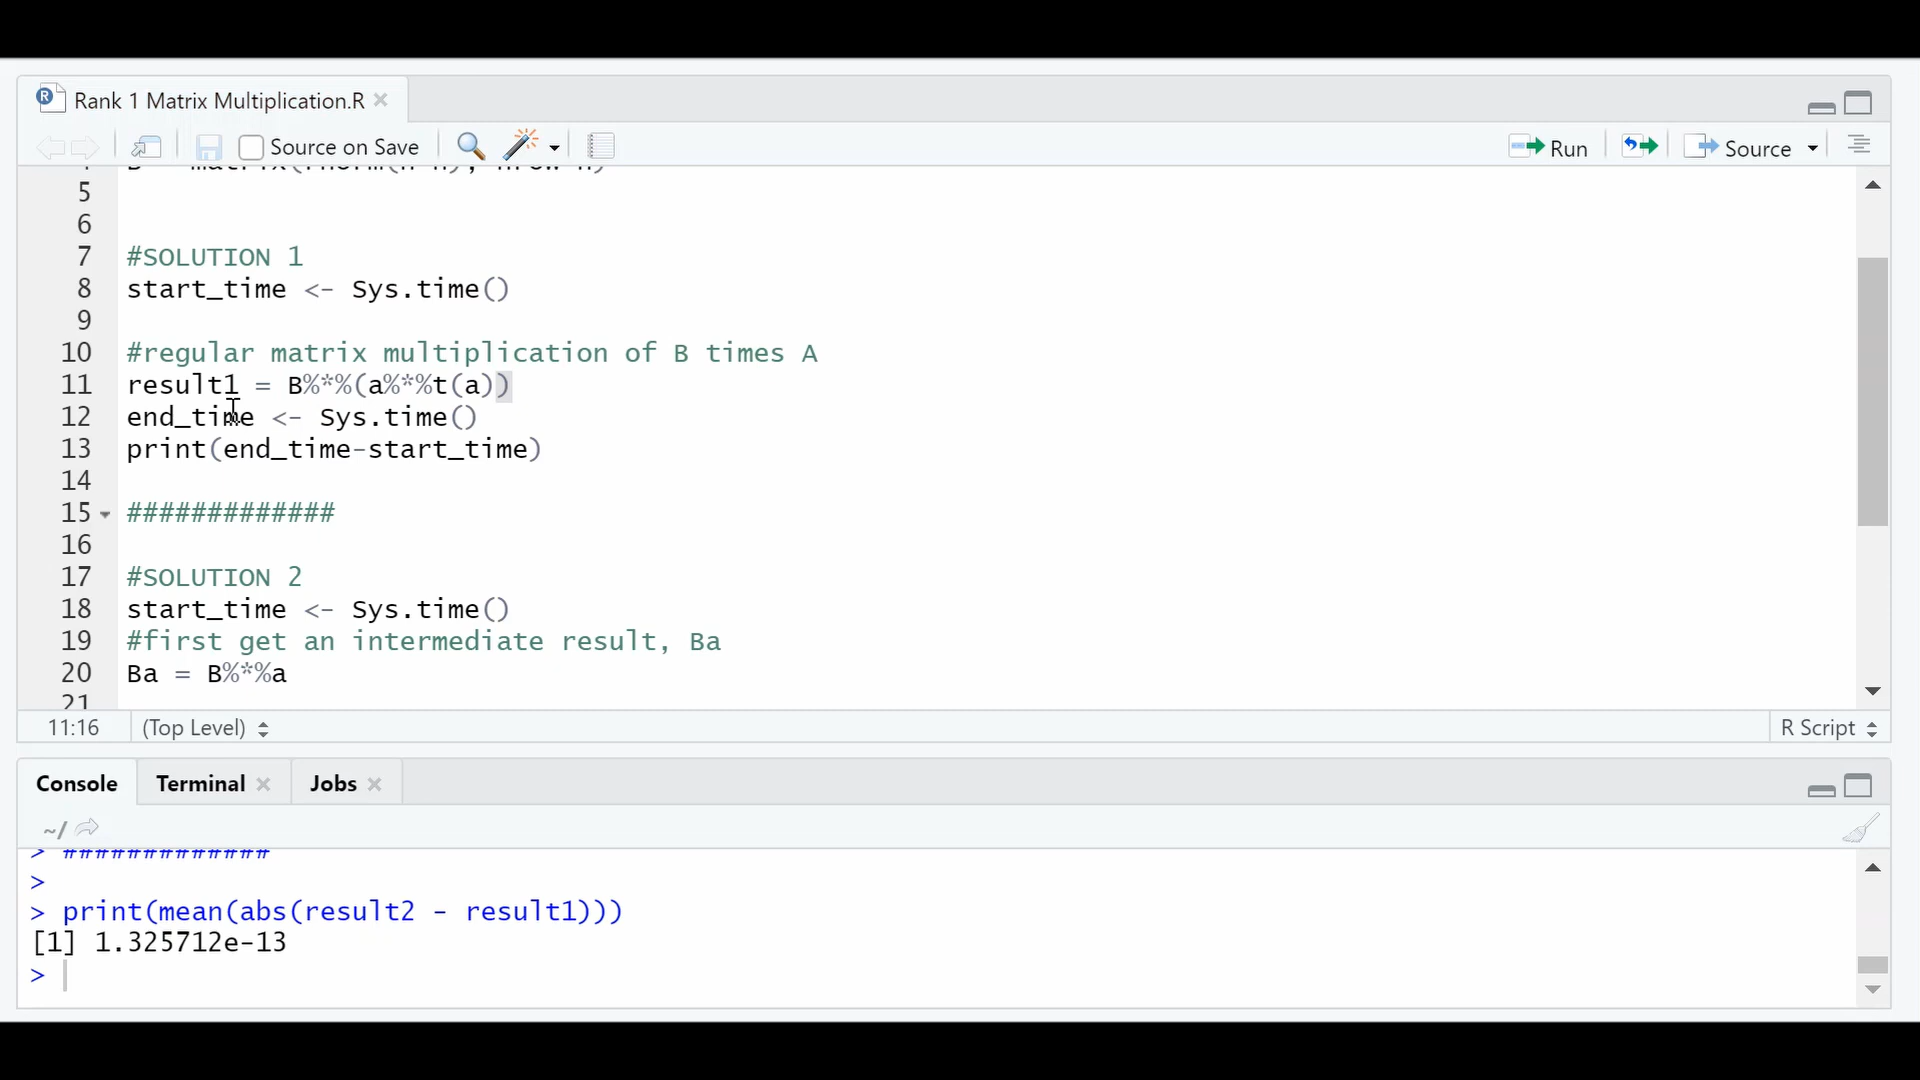 Rank 1 Matrix Multiplication.R
Source on Save
Run
Source
5
6
7 #SOLUTION 1
8 start_time <- Sys.time()
9
10 #regular matrix multiplication of B times A
11 result1 = B%*%(a%*%t(a))
12 end_time <- Sys.time()
13 print(end_time-start_time)
14
15 #############
16
17 #SOLUTION 2
18 start_time <- Sys.time()
19 #first get an intermediate result, Ba
20 Ba = B%*%a
21
11:16 (Top Level) R Script
Console Terminal Jobs
~/
> #############
>
> print(mean(abs(result2 - result1)))
[1] 1.325712e-13
>